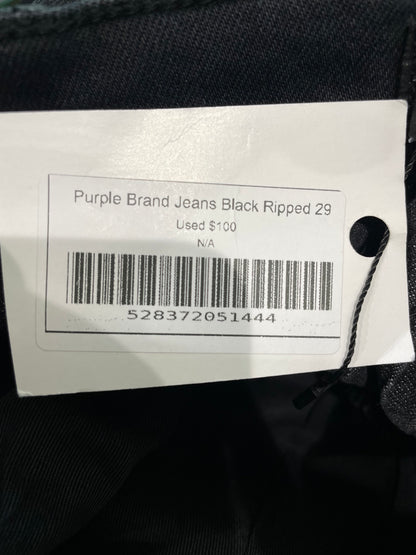 Purple Brand Jeans Black Ripped 29
Used $100
N/A
528372051444